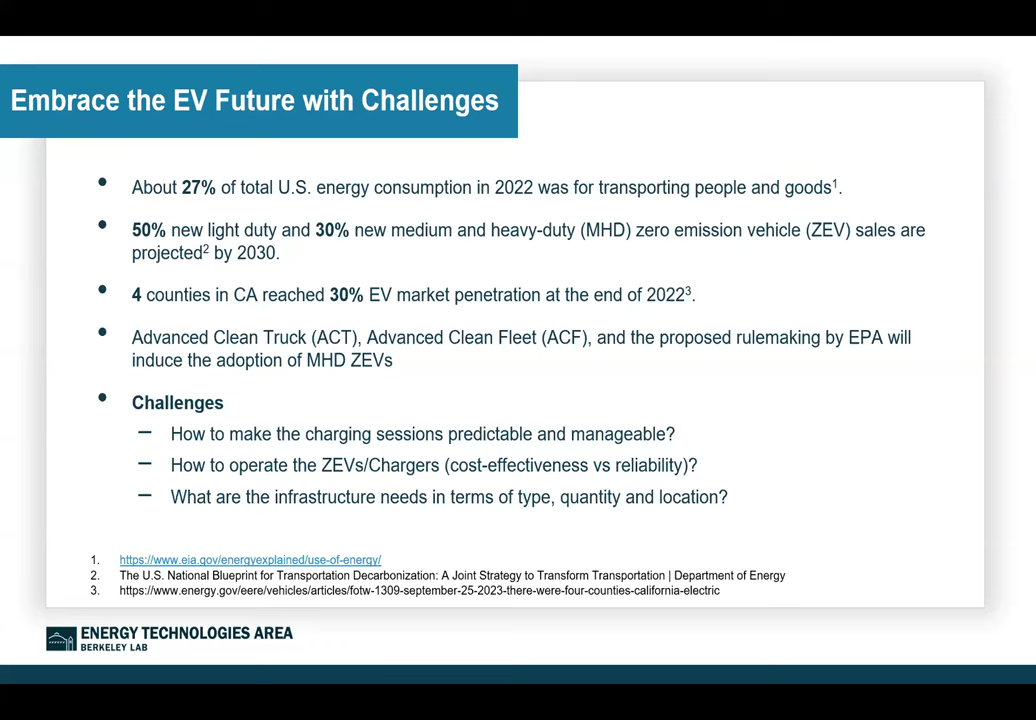 Embrace the EV Future with Challenges
• About 27% of total U.S. energy consumption in 2022 was for transporting people and goods¹.
• 50% new light duty and 30% new medium and heavy-duty (MHD) zero emission vehicle (ZEV) sales are
projected² by 2030.
• 4 counties in CA reached 30% EV market penetration at the end of 2022³.
• Advanced Clean Truck (ACT), Advanced Clean Fleet (ACF), and the proposed rulemaking by EPA will
induce the adoption of MHD ZEVs
• Challenges
– How to make the charging sessions predictable and manageable?
– How to operate the ZEVs/Chargers (cost-effectiveness vs reliability)?
– What are the infrastructure needs in terms of type, quantity and location?
1. https://www.eia.gov/energyexplained/use-of-energy/
2. The U.S. National Blueprint for Transportation Decarbonization: A Joint Strategy to Transform Transportation | Department of Energy
3. https://www.energy.gov/eere/vehicles/articles/fotw-1309-september-25-2023-there-were-four-counties-california-electric
ENERGY TECHNOLOGIES AREA
BERKELEY LAB